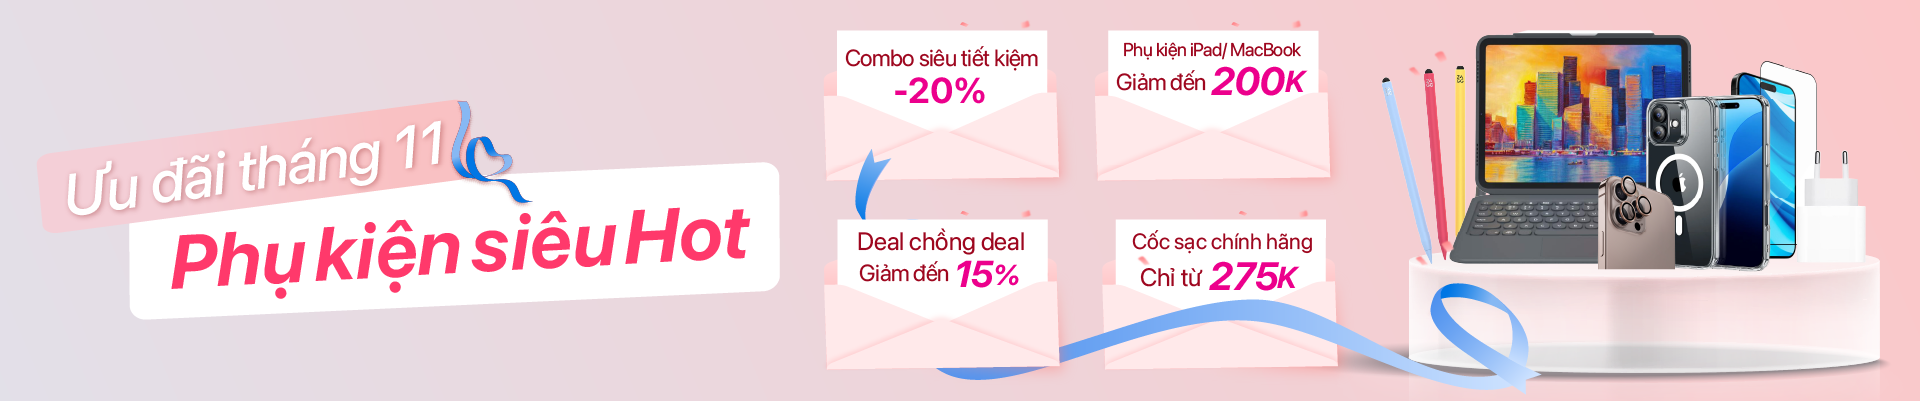 Ưu đãi tháng 11
Phụ kiện siêu Hot
Combo siêu tiết kiệm
-20%
Phụ kiện iPad/ MacBook
Giảm đến 200K
Deal chồng deal
Giảm đến 15%
Cốc sạc chính hãng
Chỉ từ 275K